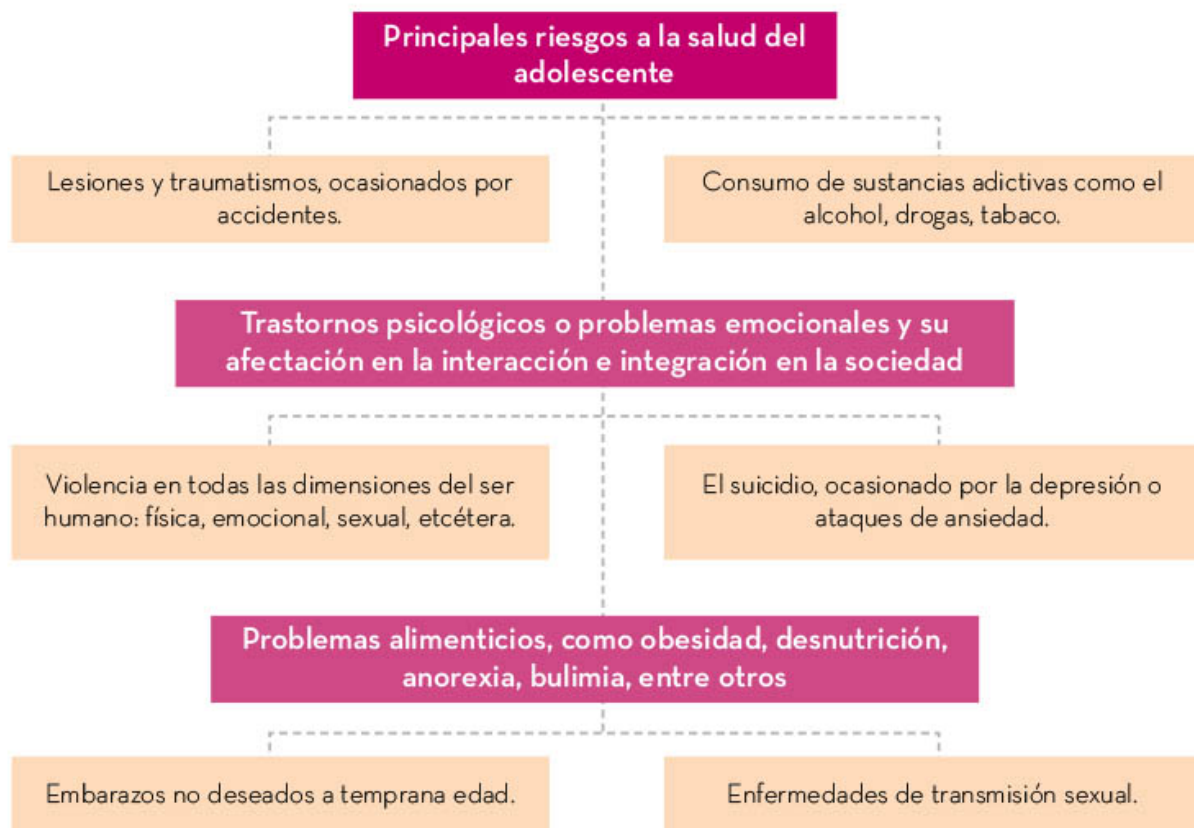 Principales riesgos a la salud del
adolescente
Lesiones y traumatismos, ocasionados por
accidentes.
Consumo de sustancias adictivas como el
alcohol, drogas, tabaco.
Trastornos psicológicos o problemas emocionales y su
afectación en la interacción e integración en la sociedad
Violencia en todas las dimensiones del ser
humano: física, emocional, sexual, etcétera.
El suicidio, ocasionado por la depresión o
ataques de ansiedad.
Problemas alimenticios, como obesidad, desnutrición,
anorexia, bulimia, entre otros
Embarazos no deseados a temprana edad.
Enfermedades de transmisión sexual.